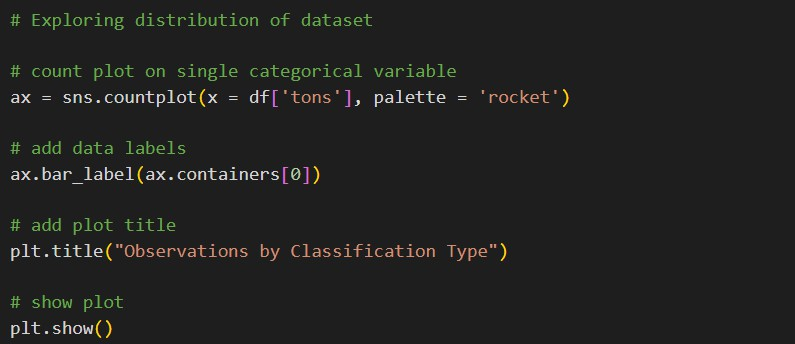 # Exploring distribution of dataset
# count plot on single categorical variable
ax = sns.countplot(x = df['tons'], palette = 'rocket')
# add data labels
ax.bar_label(ax.containers[0])
# add plot title
plt.title("Observations by Classification Type")
# show plot
plt.show()